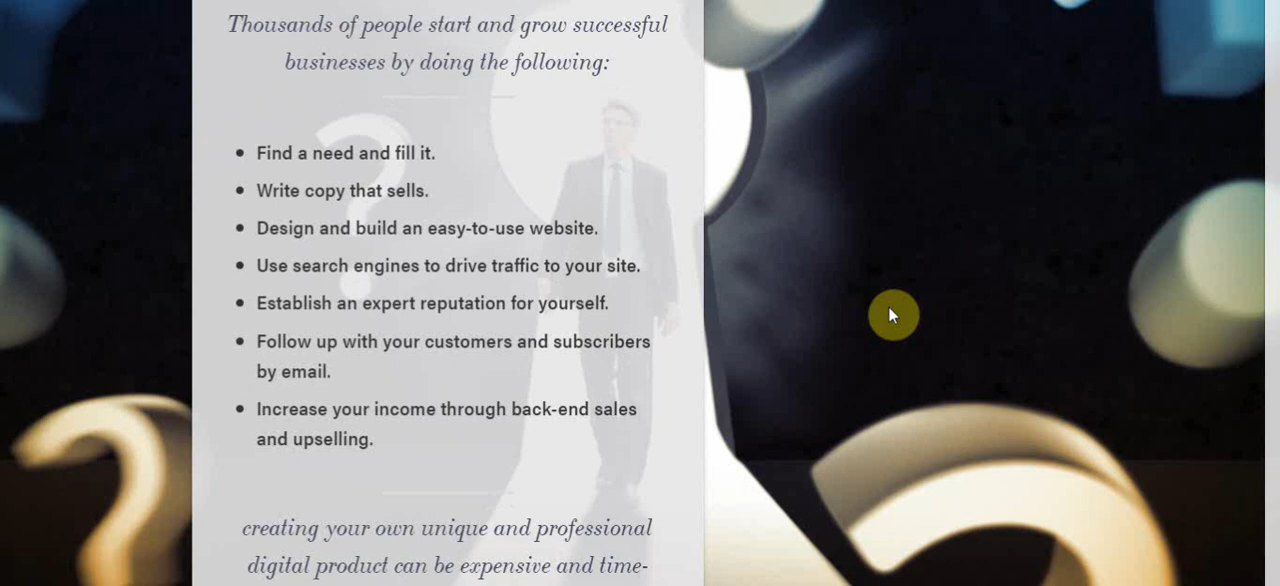 Thousands of people start and grow successful
businesses by doing the following:
• Find a need and fill it.
• Write copy that sells.
• Design and build an easy-to-use website.
• Use search engines to drive traffic to your site.
• Establish an expert reputation for yourself.
• Follow up with your customers and subscribers
by email.
• Increase your income through back-end sales
and upselling.
creating your own unique and professional
digital product can be expensive and time-